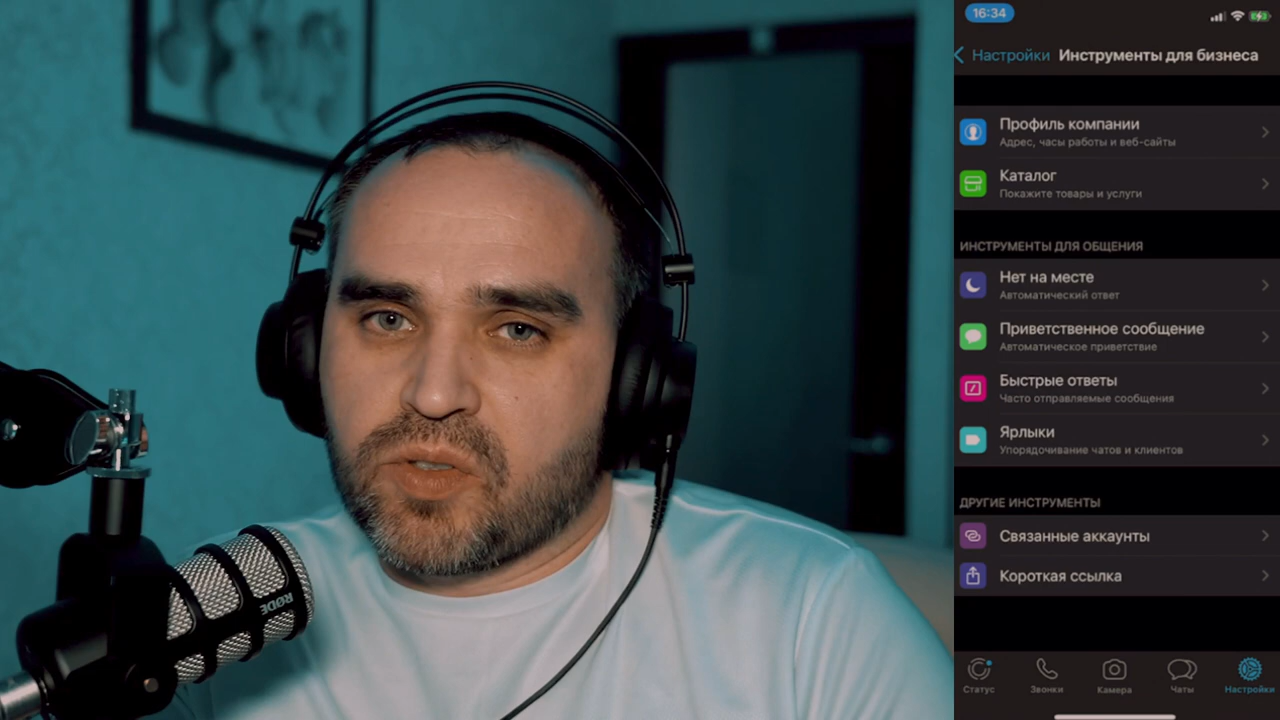 RØDE
16:34
Настройки Инструменты для бизнеса
Профиль компании
Адрес, часы работы и веб-сайты
Каталог
Покажите товары и услуги
ИНСТРУМЕНТЫ ДЛЯ ОБЩЕНИЯ
Нет на месте
Автоматический ответ
Приветственное сообщение
Автоматическое приветствие
Быстрые ответы
Часто отправляемые сообщения
Ярлыки
Упорядочивание чатов и клиентов
ДРУГИЕ ИНСТРУМЕНТЫ
Связанные аккаунты
Короткая ссылка
Статус Звонки Камера Чаты Настройки